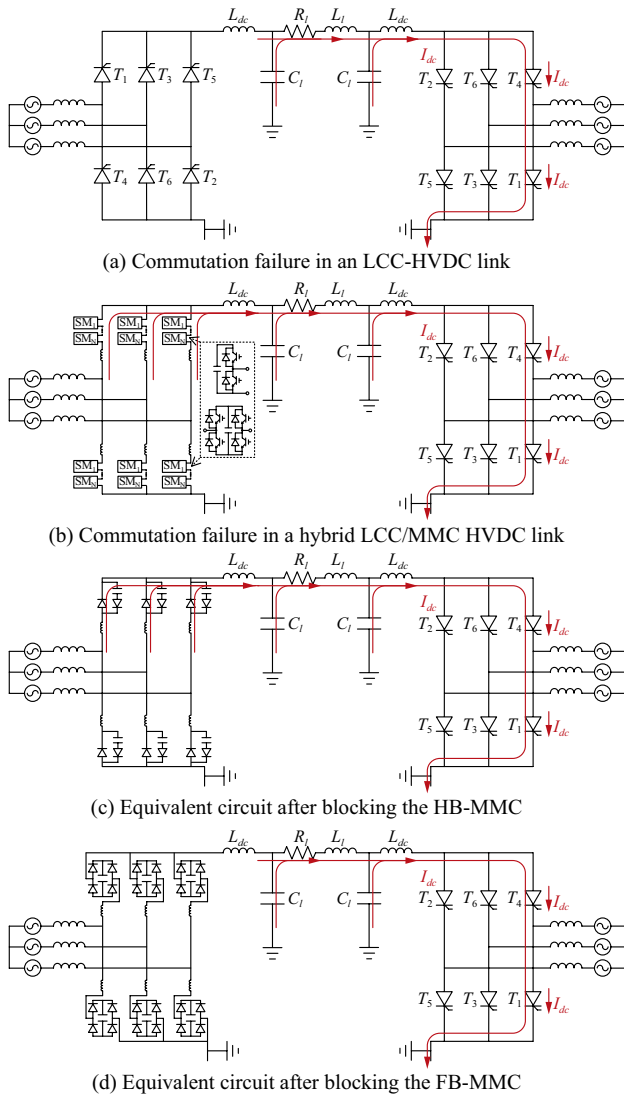 L_dc R_l L_l L_dc
I_dc
T_1 T_3 T_5 C_l C_l T_2 T_6 T_4 I_dc
T_4 T_6 T_2 T_5 T_3 T_1 I_dc
(a) Commutation failure in an LCC-HVDC link
L_dc R_l L_l L_dc
SM_1 SM_1 SM_1 I_dc
SM_N SM_N SM_N C_l C_l T_2 T_6 T_4 I_dc
SM_1 SM_1 SM_1 T_5 T_3 T_1 I_dc
SM_N SM_N SM_N
(b) Commutation failure in a hybrid LCC/MMC HVDC link
L_dc R_l L_l L_dc
I_dc
C_l C_l T_2 T_6 T_4 I_dc
T_5 T_3 T_1 I_dc
(c) Equivalent circuit after blocking the HB-MMC
L_dc R_l L_l L_dc
I_dc
C_l C_l T_2 T_6 T_4 I_dc
T_5 T_3 T_1 I_dc
(d) Equivalent circuit after blocking the FB-MMC